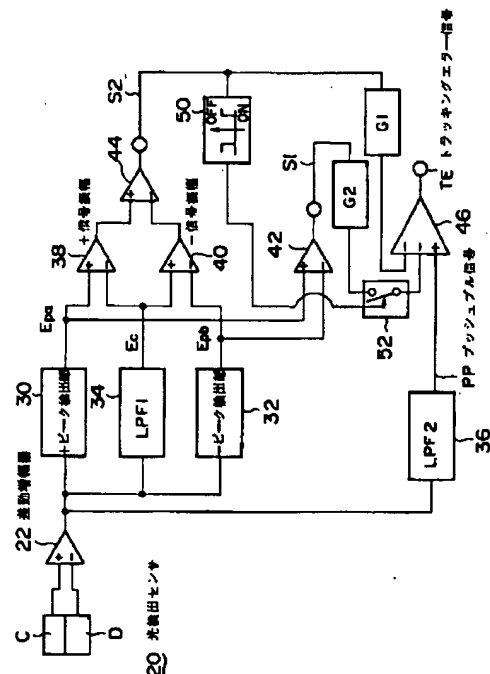 C
D
20 光検出センサ
22 差動増幅器
+
−
30
+ピーク検出部
34
LPF1
−ピーク検出部
32
LPF2
36
Epa
Ec
Epb
38
+信号振幅
40
−信号振幅
44
S2
50
OFF
ON
42
S1
G2
G1
52
46
PP プッシュプル信号
TE トラッキングエラー信号